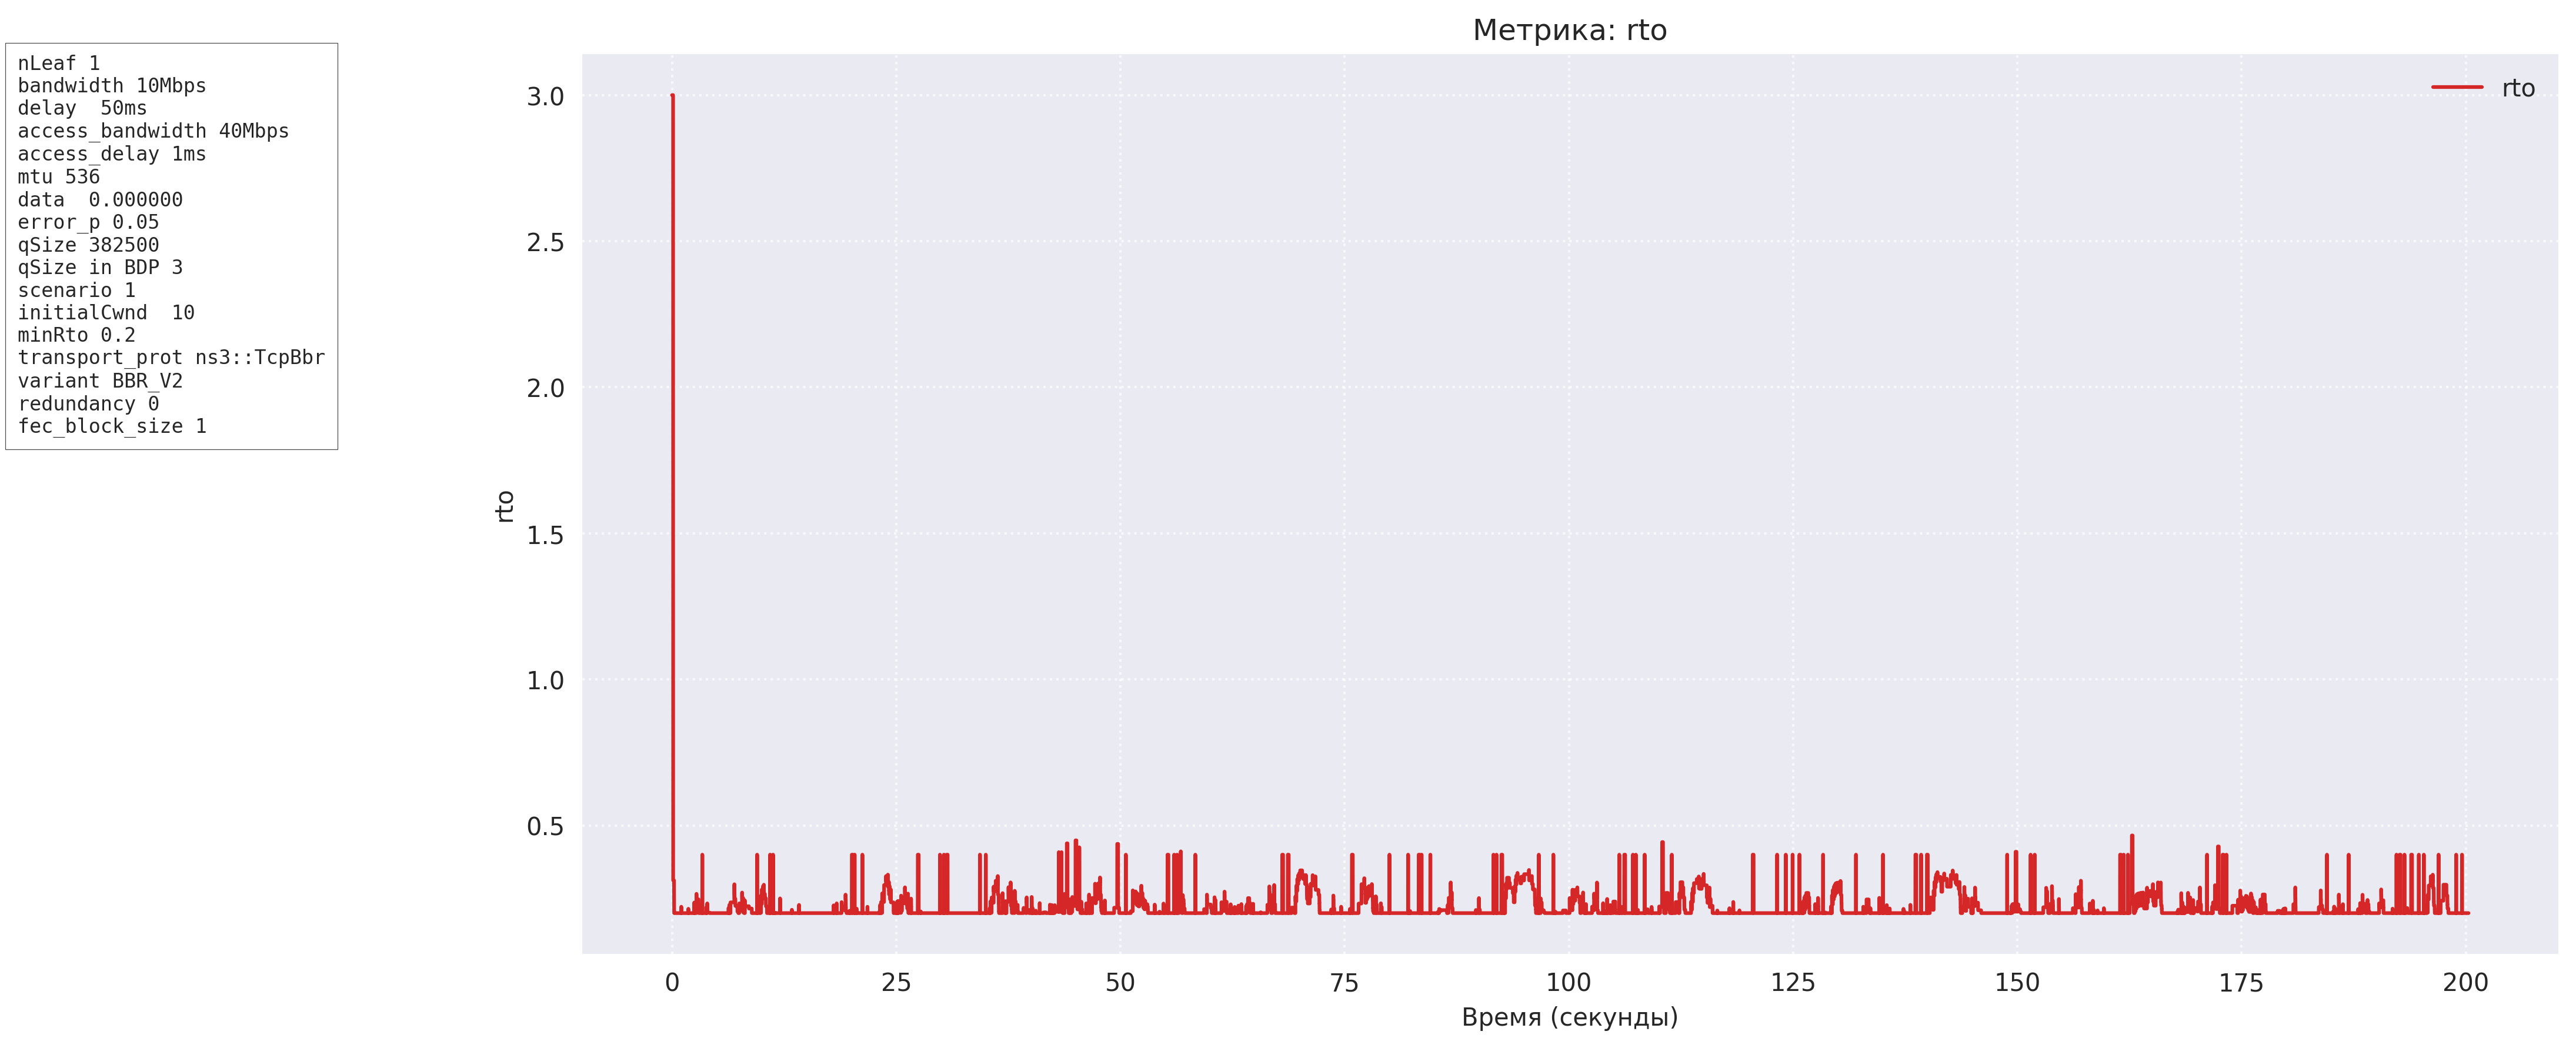 Метрика: rto
nLeaf 1
bandwidth 10Mbps
delay  50ms
access_bandwidth 40Mbps
access_delay 1ms
mtu 536
data  0.000000
error_p 0.05
qSize 382500
qSize in BDP 3
scenario 1
initialCwnd  10
minRto 0.2
transport_prot ns3::TcpBbr
variant BBR_V2
redundancy 0
fec_block_size 1
rto
3.0
2.5
2.0
1.5
1.0
0.5
rto
0 25 50 75 100 125 150 175 200
Время (секунды)